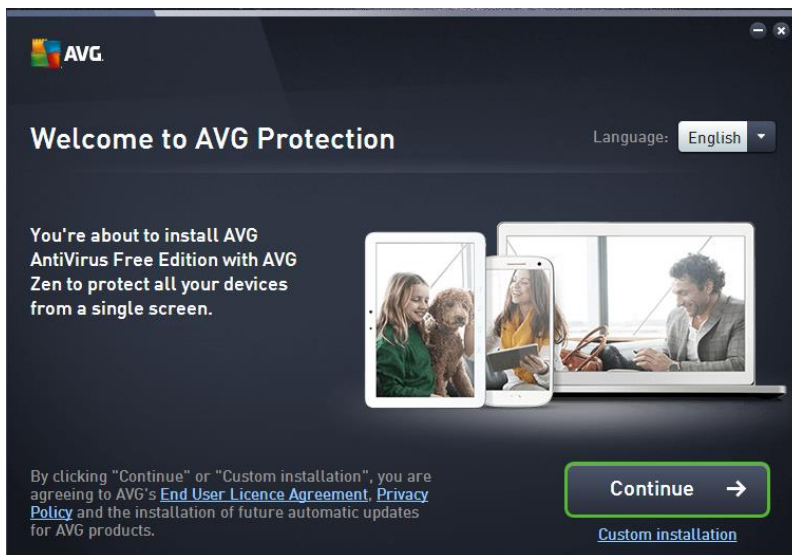 AVG
Welcome to AVG Protection
Language: English
You're about to install AVG
AntiVirus Free Edition with AVG
Zen to protect all your devices
from a single screen.
By clicking "Continue" or "Custom installation", you are
agreeing to AVG's End User Licence Agreement, Privacy
Policy and the installation of future automatic updates
for AVG products.
Continue
Custom installation